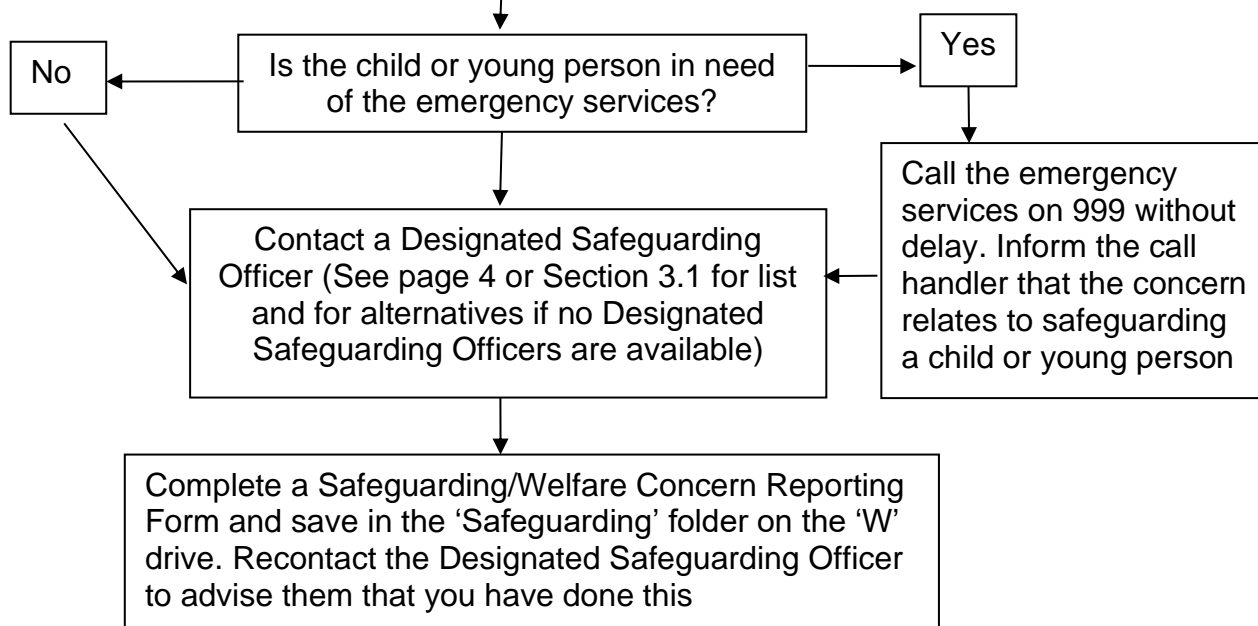 Is the child or young person in need
of the emergency services?
No
Yes
Call the emergency
services on 999 without
delay. Inform the call
handler that the concern
relates to safeguarding
a child or young person
Contact a Designated Safeguarding
Officer (See page 4 or Section 3.1 for list
and for alternatives if no Designated
Safeguarding Officers are available)
Complete a Safeguarding/Welfare Concern Reporting
Form and save in the ‘Safeguarding’ folder on the ‘W’
drive. Recontact the Designated Safeguarding Officer
to advise them that you have done this